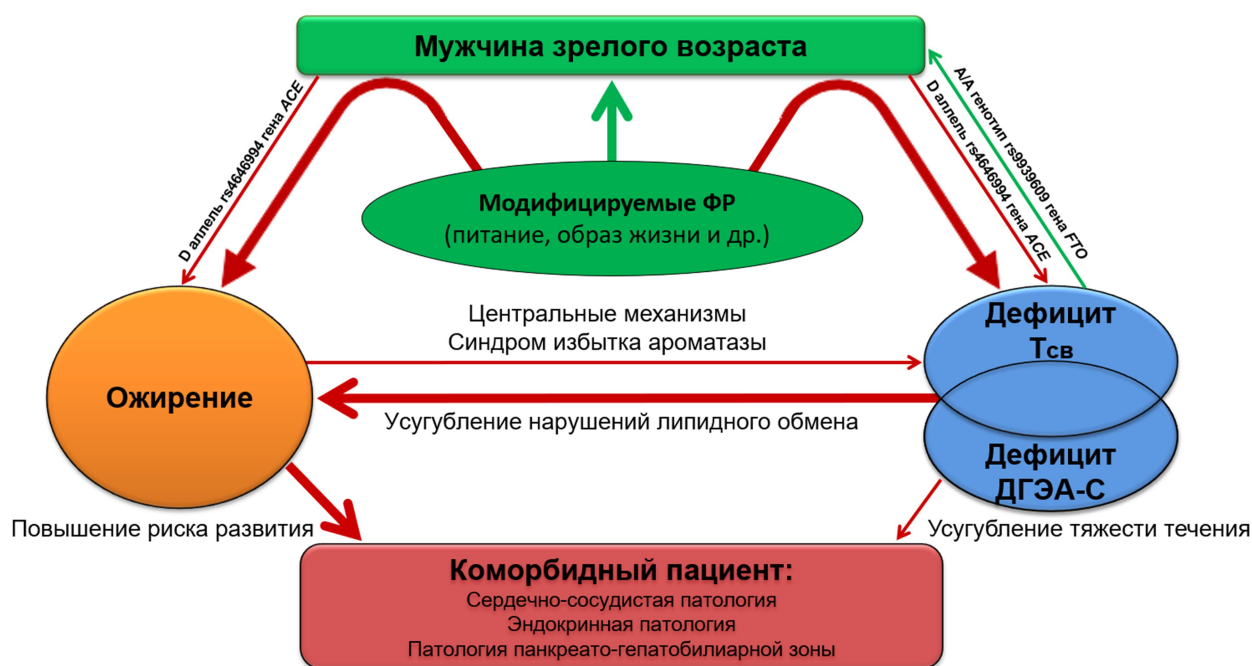 Мужчина зрелого возраста
D аллель rs4646994 гена ACE
D аллель rs4646994 гена ACE
A/A генотип rs9939609 гена FTO
Модифицируемые ФР
(питание, образ жизни и др.)
Центральные механизмы
Синдром избытка ароматазы
Ожирение
Усугубление нарушений липидного обмена
Дефицит
Tсв
Дефицит
ДГЭА-С
Повышение риска развития
Усугубление тяжести течения
Коморбидный пациент:
Сердечно-сосудистая патология
Эндокринная патология
Патология панкреато-гепатобилиарной зоны